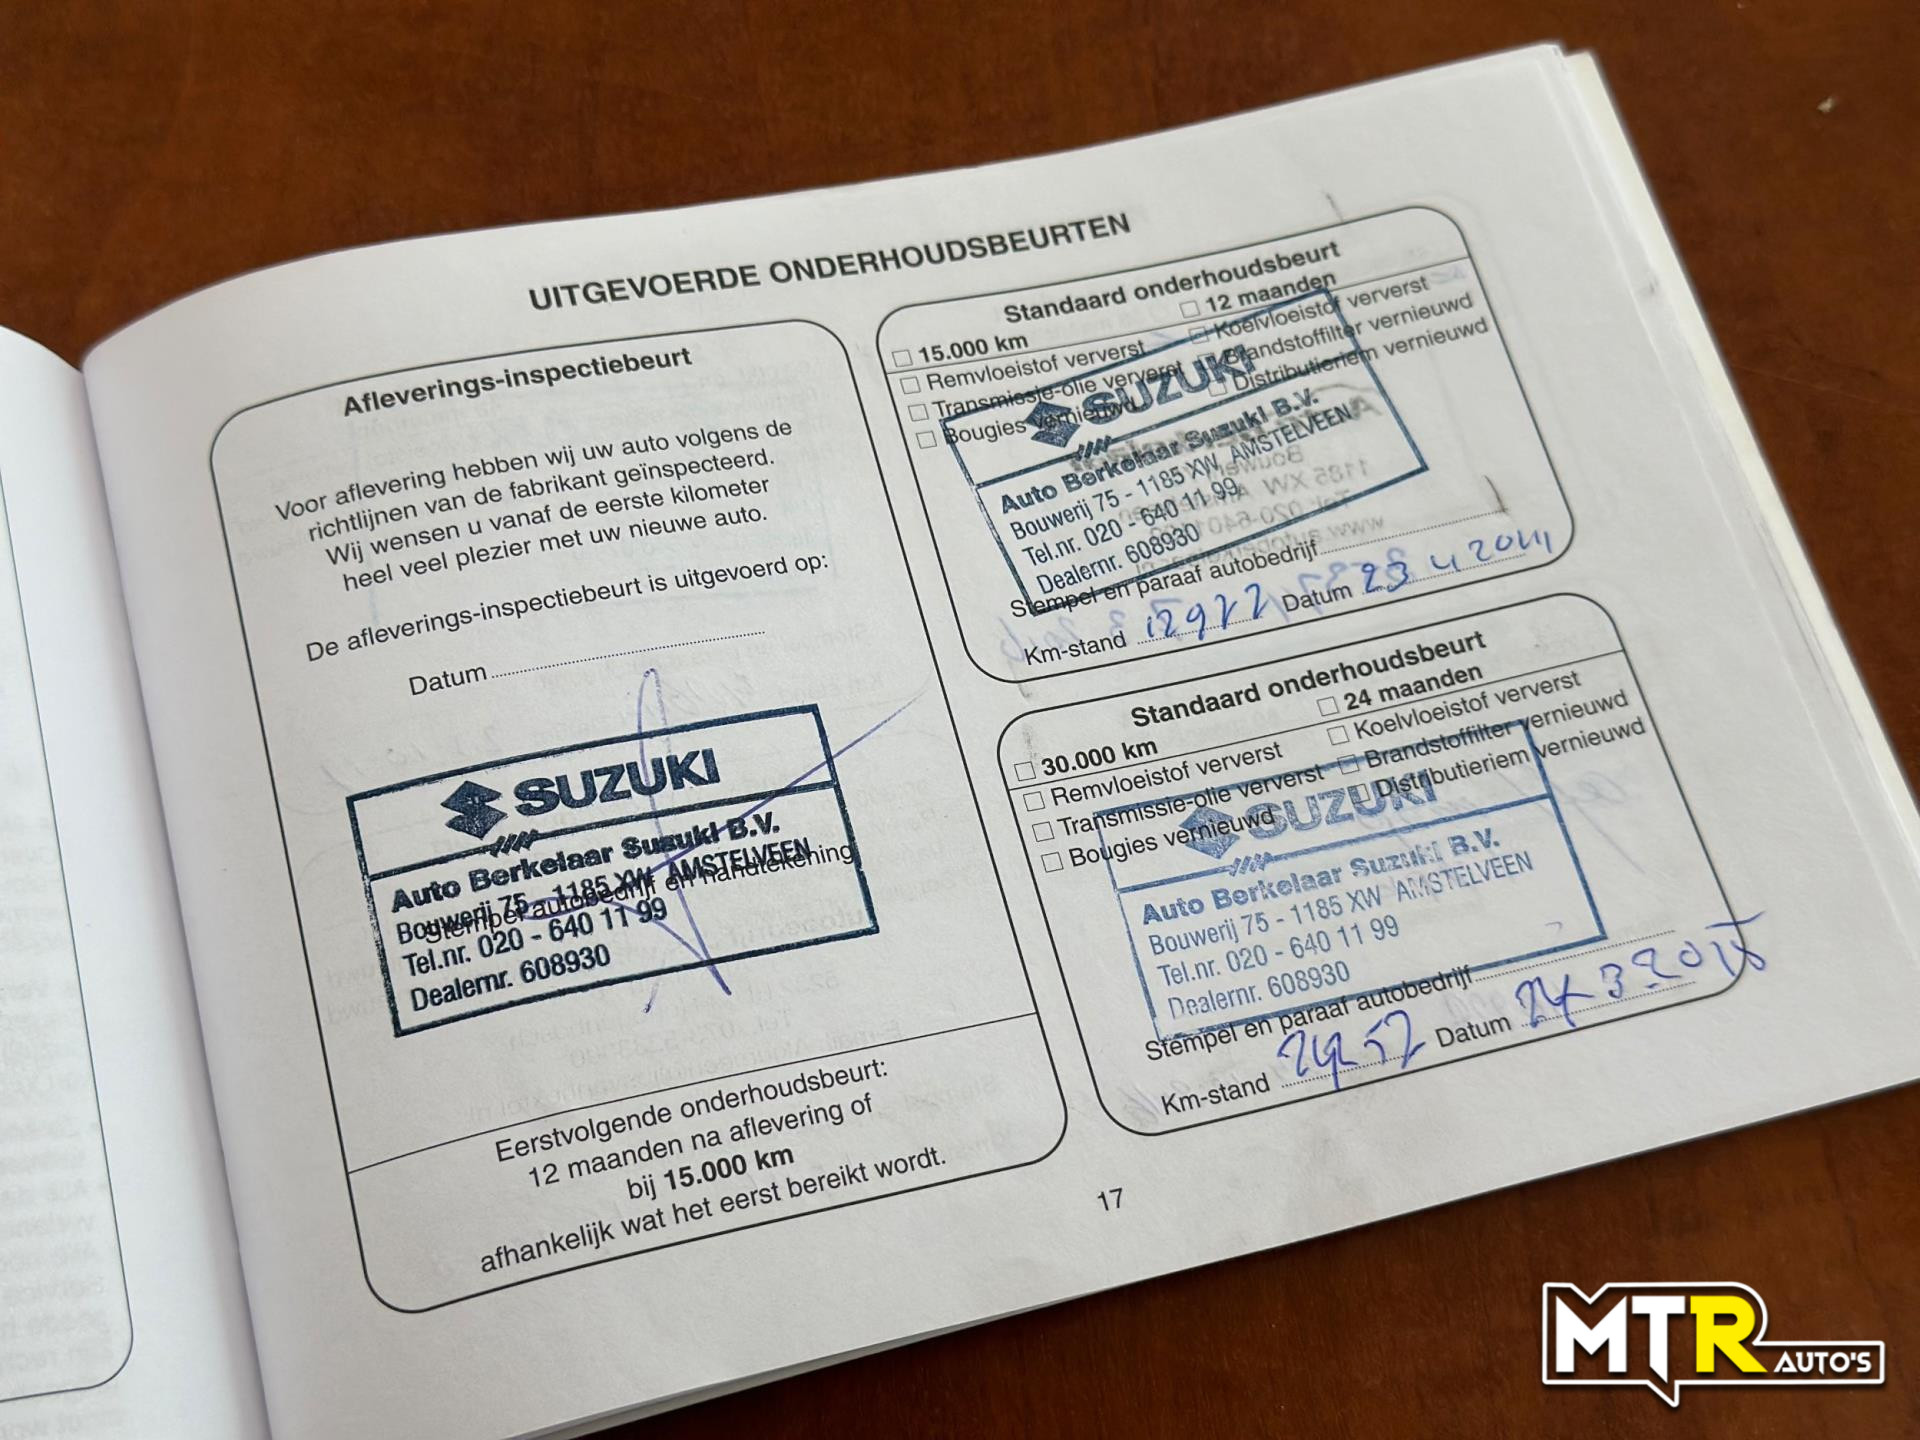 UITGEVOERDE ONDERHOUDSBEURTEN
Afleverings-inspectiebeurt
Voor aflevering hebben wij uw auto volgens de
richtlijnen van de fabrikant geïnspecteerd.
Wij wensen u vanaf de eerste kilometer
heel veel plezier met uw nieuwe auto.
De afleverings-inspectiebeurt is uitgevoerd op:
Datum
SUZUKI
Auto Berkelaar Suzuki B.V.
Bouwerij 75 - 1185 XW AMSTELVEEN
Stempel autobedrijf en handtekening
Tel.nr. 020 - 640 11 99
Dealernr. 608930
Eerstvolgende onderhoudsbeurt:
12 maanden na aflevering of
bij 15.000 km
afhankelijk wat het eerst bereikt wordt.
Standaard onderhoudsbeurt
15.000 km 12 maanden
Remvloeistof ververst Koelvloeistof ververst
Transmissie-olie ververst Brandstoffilter vernieuwd
Bougies vernieuwd Distributieriem vernieuwd
SUZUKI
Auto Berkelaar Suzuki B.V.
Bouwerij 75 - 1185 XW AMSTELVEEN
Tel.nr. 020 - 640 11 99
Dealernr. 608930
Stempel en paraaf autobedrijf
Km-stand Datum
Standaard onderhoudsbeurt
30.000 km 24 maanden
Remvloeistof ververst Koelvloeistof ververst
Transmissie-olie ververst Brandstoffilter vernieuwd
Bougies vernieuwd Distributieriem vernieuwd
SUZUKI
Auto Berkelaar Suzuki B.V.
Bouwerij 75 - 1185 XW AMSTELVEEN
Tel.nr. 020 - 640 11 99
Dealernr. 608930
Stempel en paraaf autobedrijf
Km-stand Datum 24 3 2015
17
MTR AUTO'S